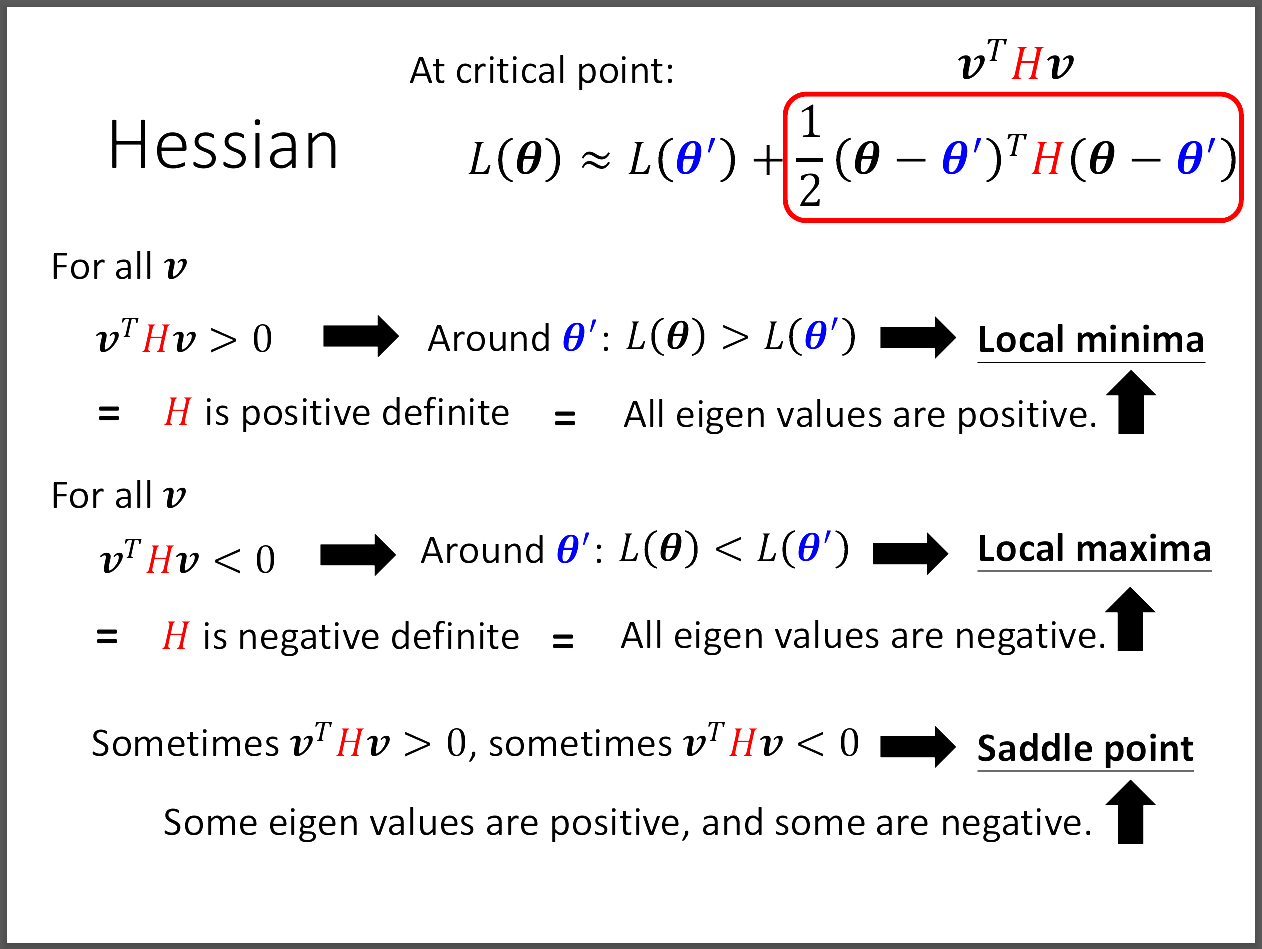 At critical point:
𝒗ᵀH𝒗
Hessian
L(𝜽) ≈ L(𝜽′) + 1/2 (𝜽 − 𝜽′)ᵀH(𝜽 − 𝜽′)
For all 𝒗
𝒗ᵀH𝒗 > 0 Around 𝜽′: L(𝜽) > L(𝜽′) Local minima
= H is positive definite = All eigen values are positive.
For all 𝒗
𝒗ᵀH𝒗 < 0 Around 𝜽′: L(𝜽) < L(𝜽′) Local maxima
= H is negative definite = All eigen values are negative.
Sometimes 𝒗ᵀH𝒗 > 0, sometimes 𝒗ᵀH𝒗 < 0 Saddle point
Some eigen values are positive, and some are negative.